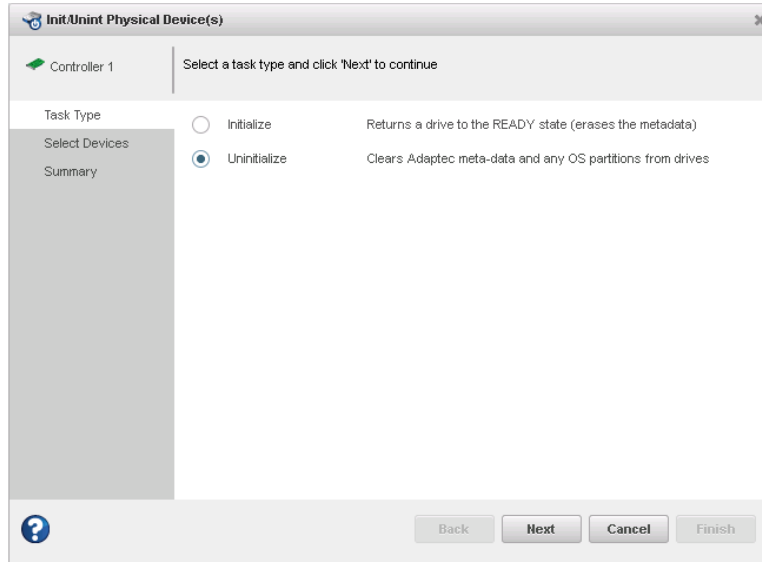 Init/Unint Physical Device(s)
Controller 1
Select a task type and click 'Next' to continue
Task Type
Select Devices
Summary
Initialize Returns a drive to the READY state (erases the metadata)
Uninitialize Clears Adaptec meta-data and any OS partitions from drives
? Back Next Cancel Finish